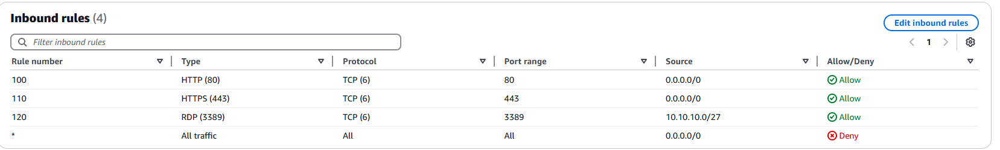 Inbound rules (4)
Edit inbound rules
Filter inbound rules
1
Rule number Type Protocol Port range Source Allow/Deny
100 HTTP (80) TCP (6) 80 0.0.0.0/0 Allow
110 HTTPS (443) TCP (6) 443 0.0.0.0/0 Allow
120 RDP (3389) TCP (6) 3389 10.10.10.0/27 Allow
* All traffic All All 0.0.0.0/0 Deny